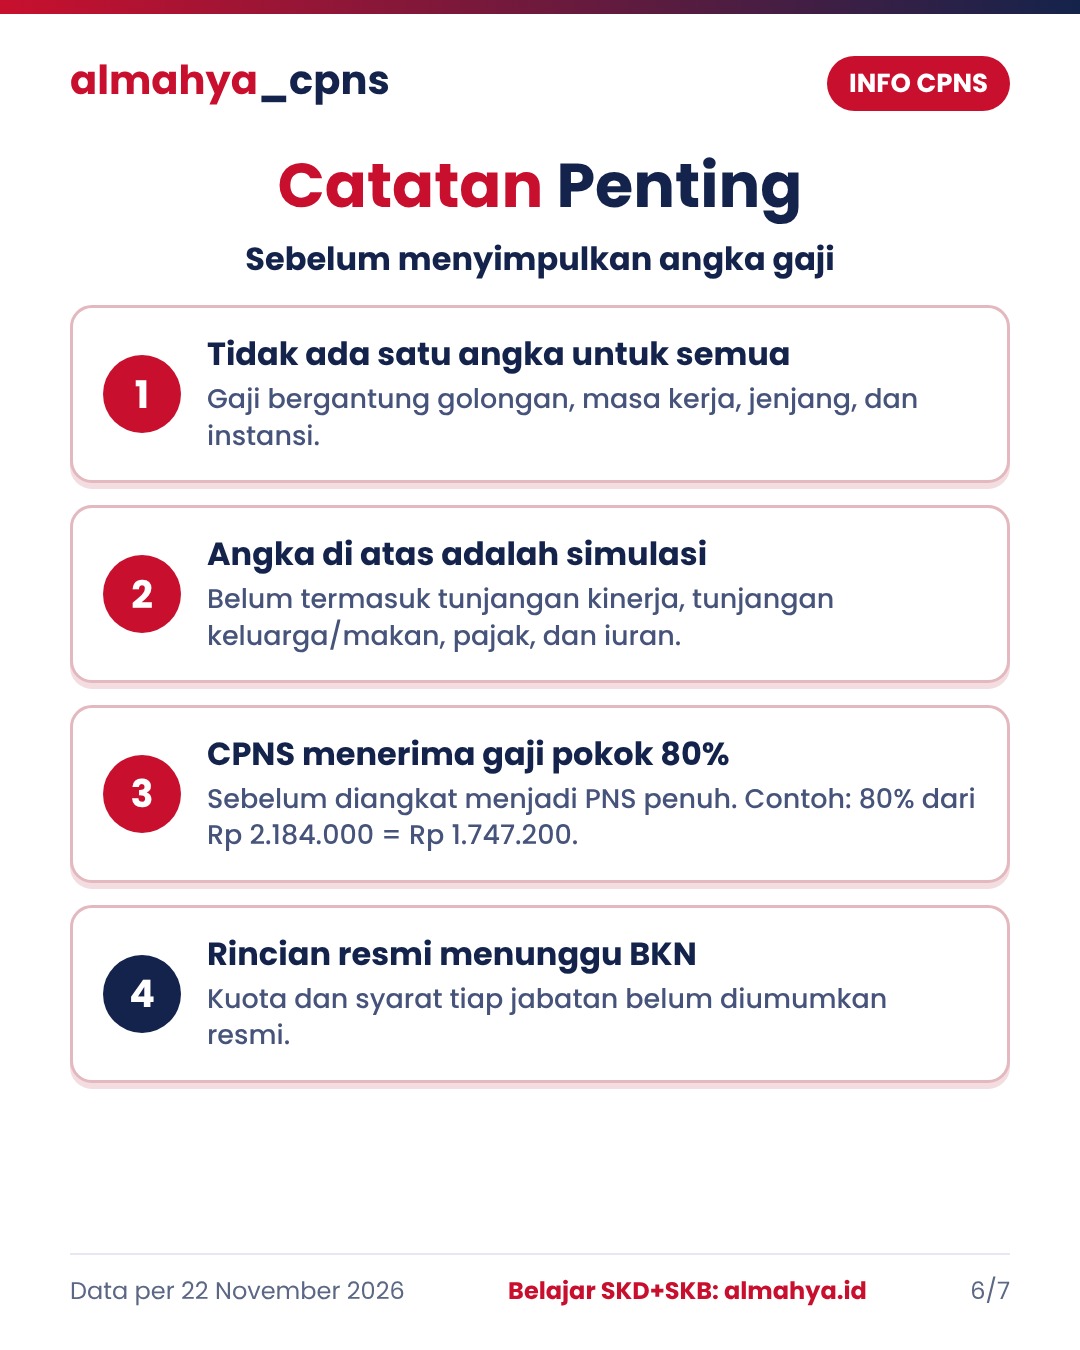 almahya_cpns
INFO CPNS
Catatan Penting
Sebelum menyimpulkan angka gaji
1
Tidak ada satu angka untuk semua
Gaji bergantung golongan, masa kerja, jenjang, dan
instansi.
2
Angka di atas adalah simulasi
Belum termasuk tunjangan kinerja, tunjangan
keluarga/makan, pajak, dan iuran.
3
CPNS menerima gaji pokok 80%
Sebelum diangkat menjadi PNS penuh. Contoh: 80% dari
Rp 2.184.000 = Rp 1.747.200.
4
Rincian resmi menunggu BKN
Kuota dan syarat tiap jabatan belum diumumkan
resmi.
Data per 22 November 2026
Belajar SKD+SKB: almahya.id
6/7